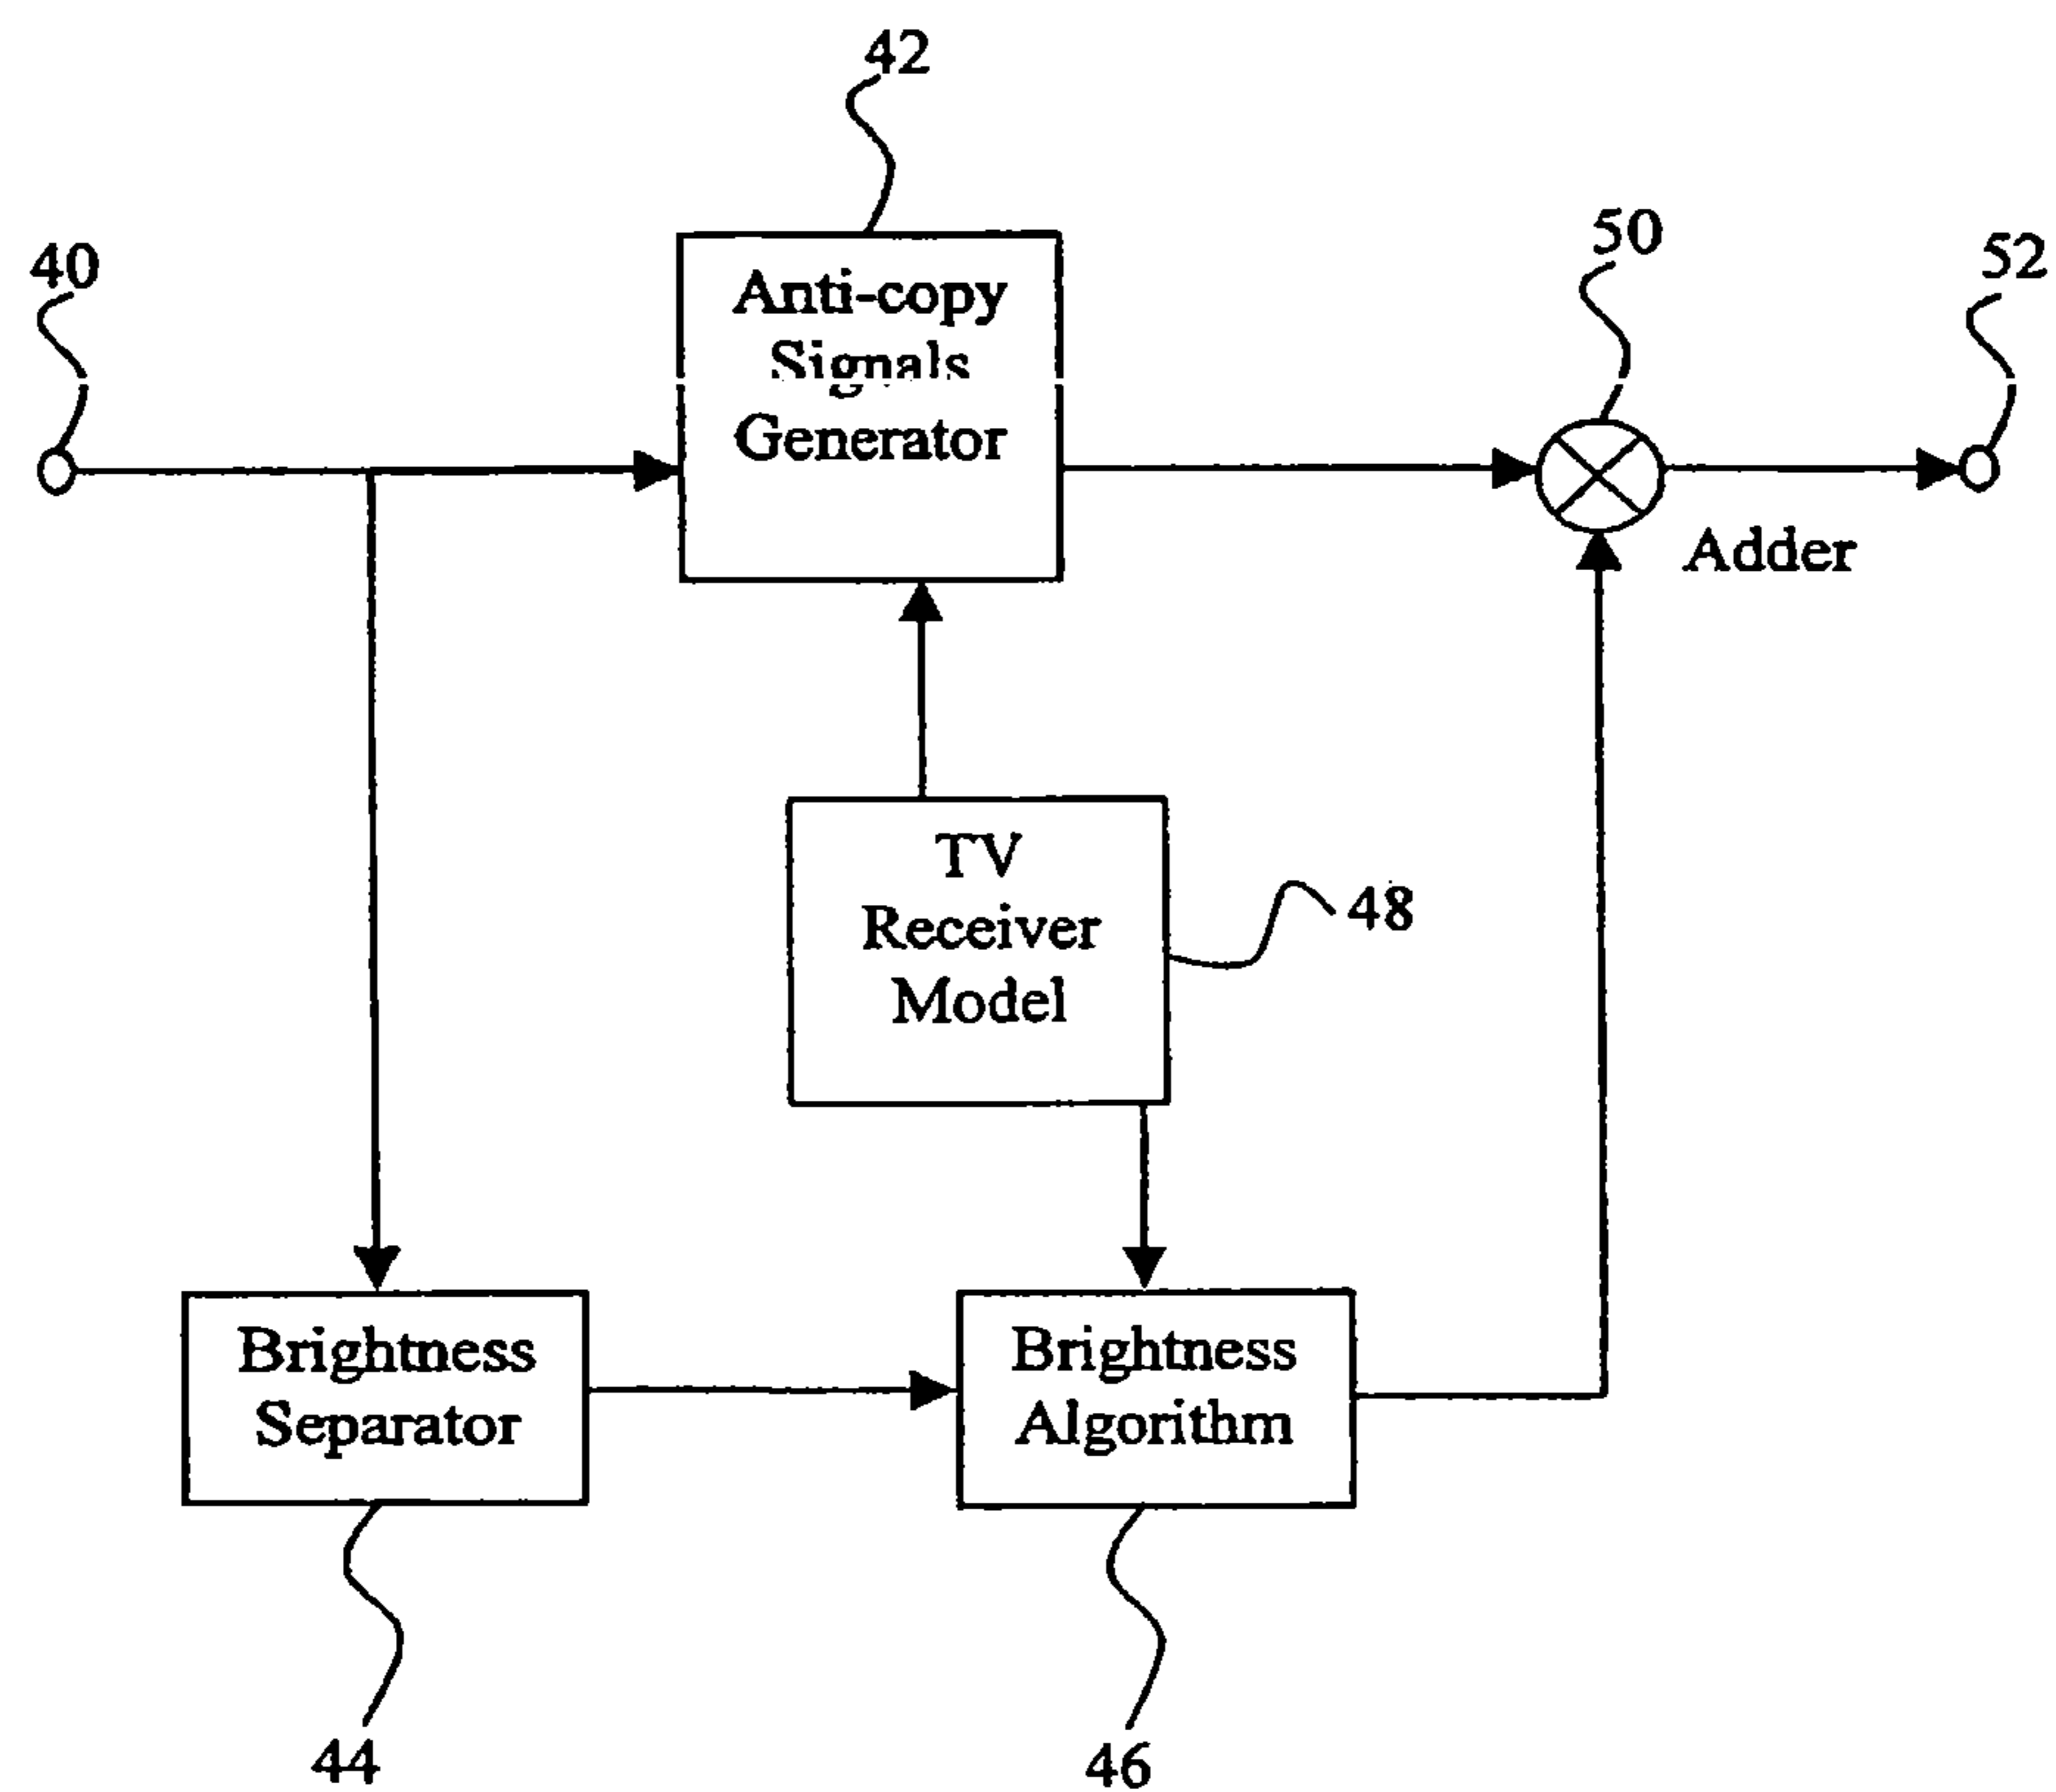 42
50
40
52
Anti-copy
Signals
Generator
Adder
TV
Receiver
Model
48
Brightness
Separator
Brightness
Algorithm
44
46